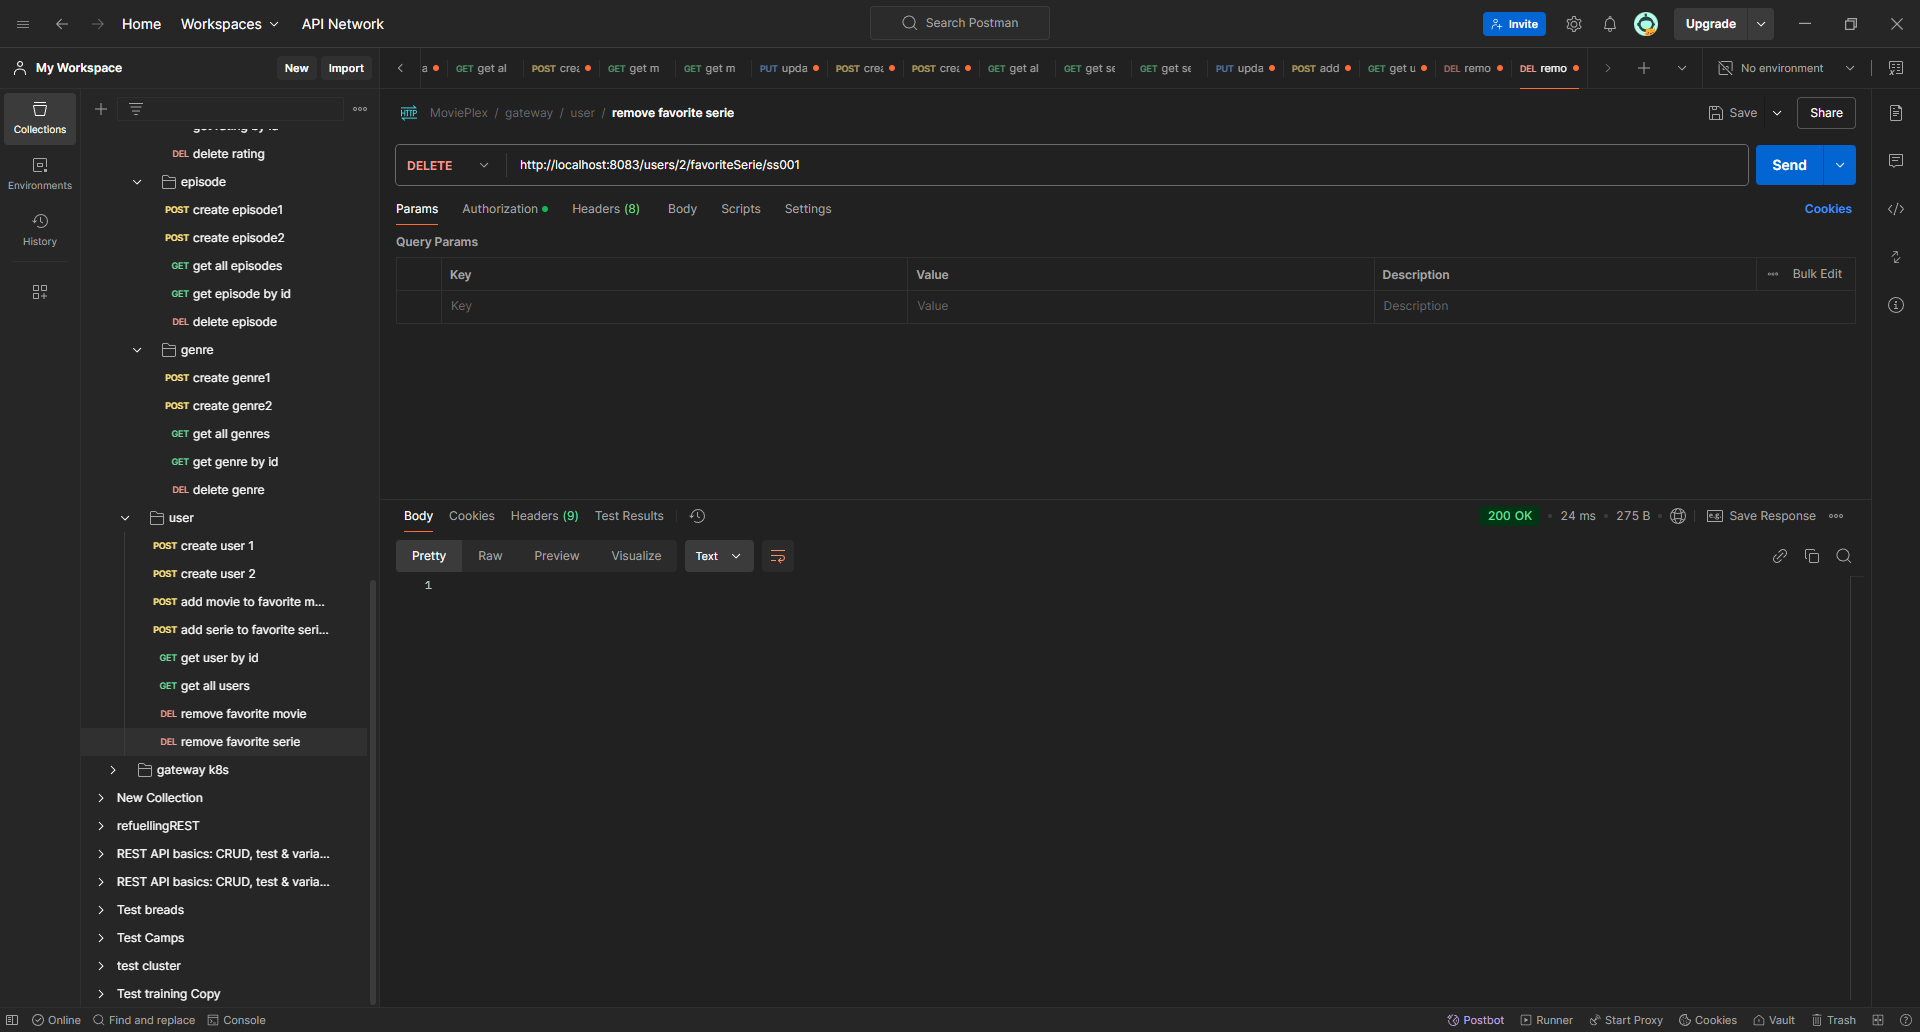 Home Workspaces API Network Search Postman Invite Upgrade
My Workspace New Import
a GET get al POST crea GET get m GET get m PUT upda POST crea POST crea GET get al GET get se GET get se PUT upda POST add GET get u DEL remo DEL remo No environment
Collections
Environments
History
DEL delete rating
episode
POST create episode1
POST create episode2
GET get all episodes
GET get episode by id
DEL delete episode
genre
POST create genre1
POST create genre2
GET get all genres
GET get genre by id
DEL delete genre
user
POST create user 1
POST create user 2
POST add movie to favorite m...
POST add serie to favorite seri...
GET get user by id
GET get all users
DEL remove favorite movie
DEL remove favorite serie
gateway k8s
New Collection
refuellingREST
REST API basics: CRUD, test & varia...
REST API basics: CRUD, test & varia...
Test breads
Test Camps
test cluster
Test training Copy
HTTP MoviePlex / gateway / user / remove favorite serie Save Share
DELETE http://localhost:8083/users/2/favoriteSerie/ss001 Send
Params Authorization Headers (8) Body Scripts Settings Cookies
Query Params
Key Value Description Bulk Edit
Key Value Description
Body Cookies Headers (9) Test Results 200 OK 24 ms 275 B e.g. Save Response
Pretty Raw Preview Visualize Text
1
Online Find and replace Console Postbot Runner Start Proxy Cookies Vault Trash